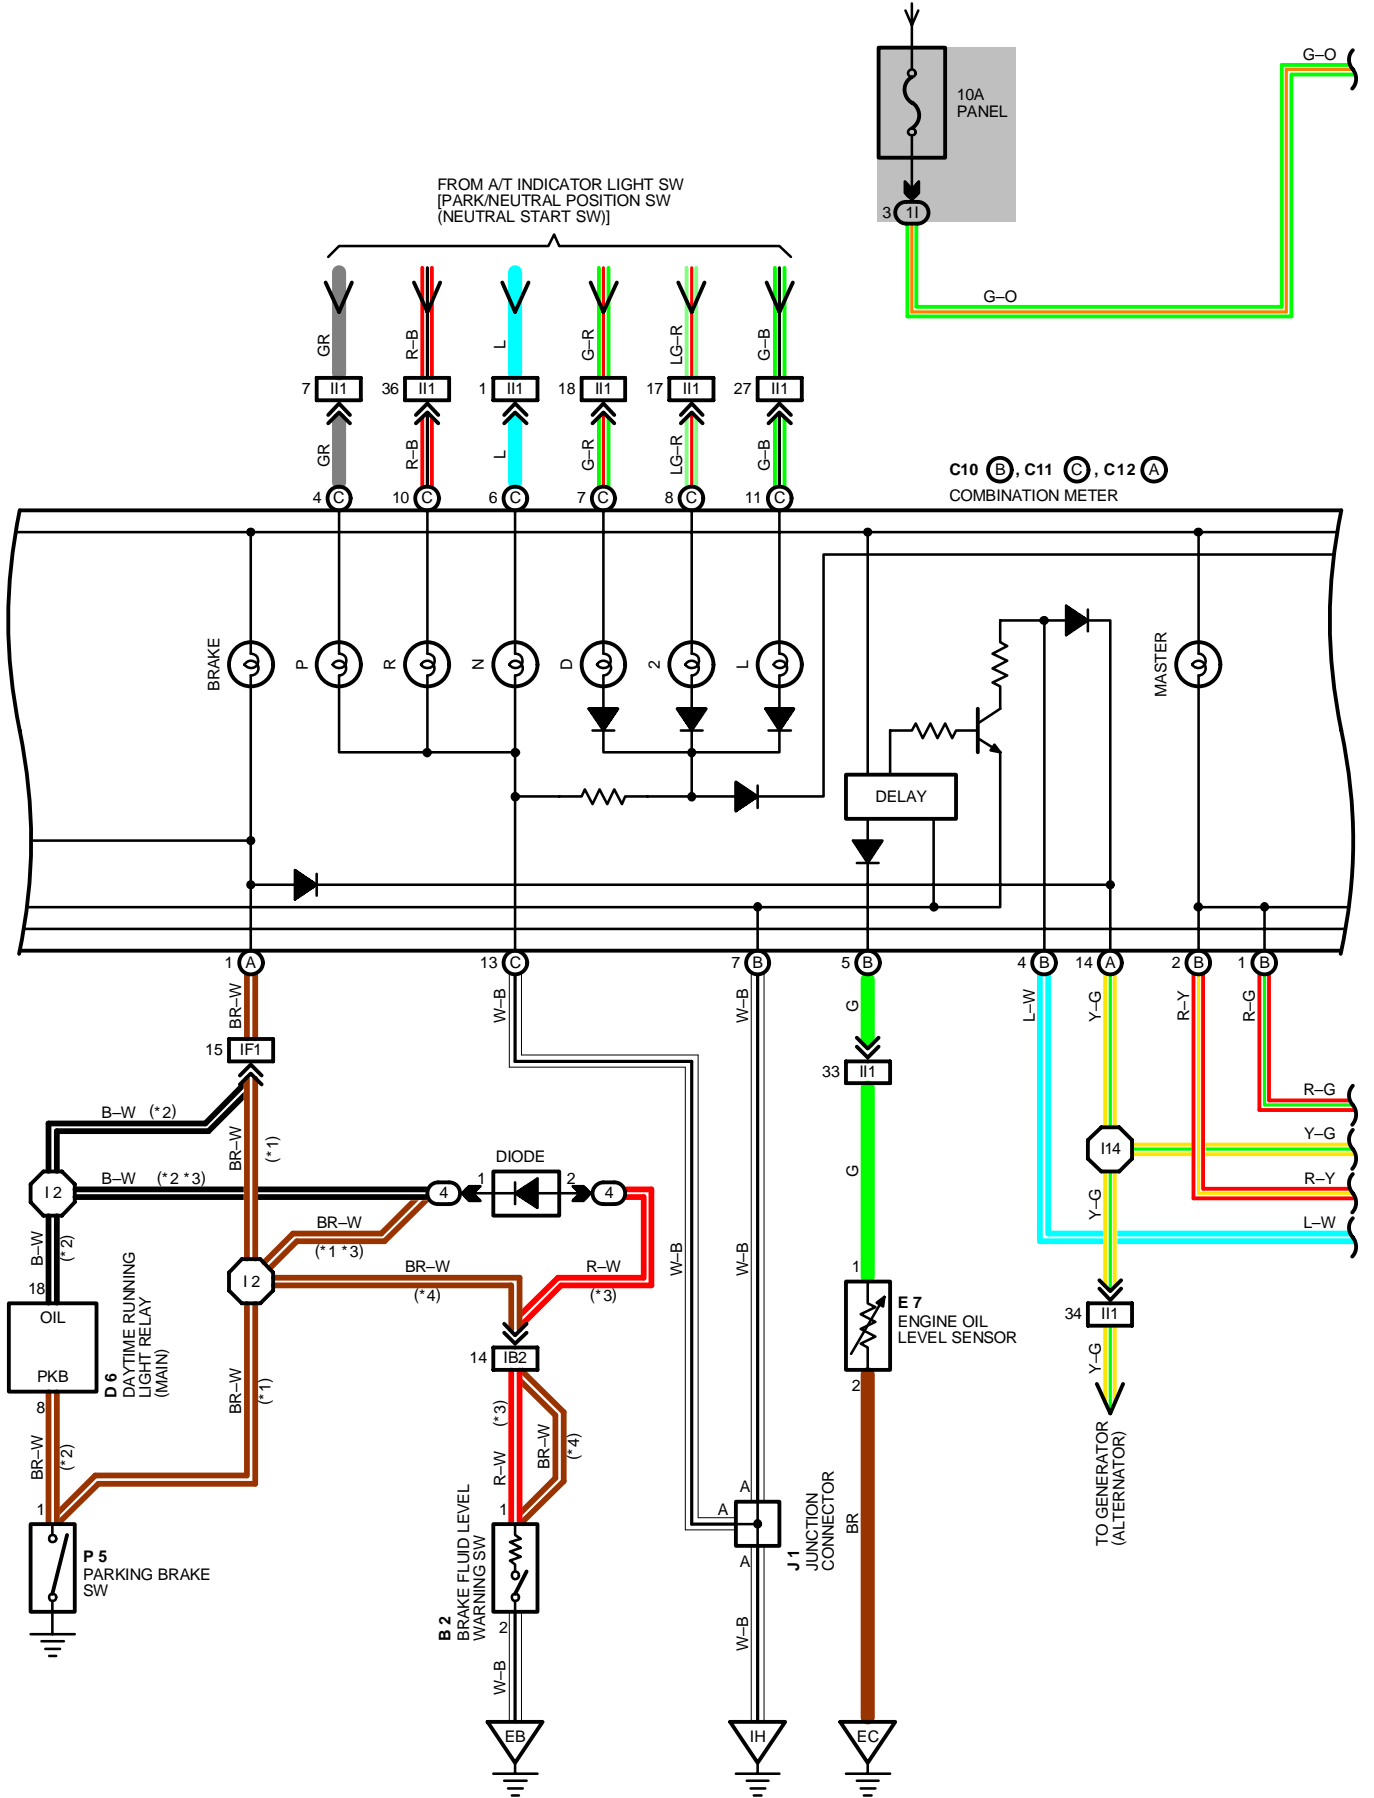 G–O
10A
PANEL
3 1I
G–O
FROM A/T INDICATOR LIGHT SW
[PARK/NEUTRAL POSITION SW
(NEUTRAL START SW)]
GR
R–B
L
G–R
LG–R
G–B
7 II1
36 II1
1 II1
18 II1
17 II1
27 II1
GR
R–B
L
G–R
LG–R
G–B
4 C
10 C
6 C
7 C
8 C
11 C
C10 B , C11 C , C12 A
COMBINATION METER
BRAKE
P
R
N
D
2
L
MASTER
DELAY
1 A
13 C
7 B
5 B
4 B
14 A
2 B
1 B
BR–W
W–B
W–B
G
L–W
Y–G
R–Y
R–G
15 IF1
33 II1
R–G
B–W (*2)
BR–W
(*1)
I14
Y–G
DIODE
I 2
B–W (*2 *3)
4
1
2
4
G
R–Y
Y–G
BR–W
(*1 *3)
L–W
B–W
(*2)
I 2
BR–W
(*4)
R–W
(*3)
W–B
W–B
18
OIL
PKB
8
D 6
DAYTIME RUNNING
LIGHT RELAY
(MAIN)
1
E 7
ENGINE OIL
LEVEL SENSOR
2
34 II1
14 IB2
Y–G
BR–W
(*1)
(*3)
R–W
BR–W
(*4)
BR–W
(*2)
TO GENERATOR
(ALTERNATOR)
1
P 5
PARKING BRAKE
SW
1
B 2
BRAKE FLUID LEVEL
WARNING SW
2
A
A
A
J 1
JUNCTION
CONNECTOR
BR
W–B
W–B
EB
IH
EC